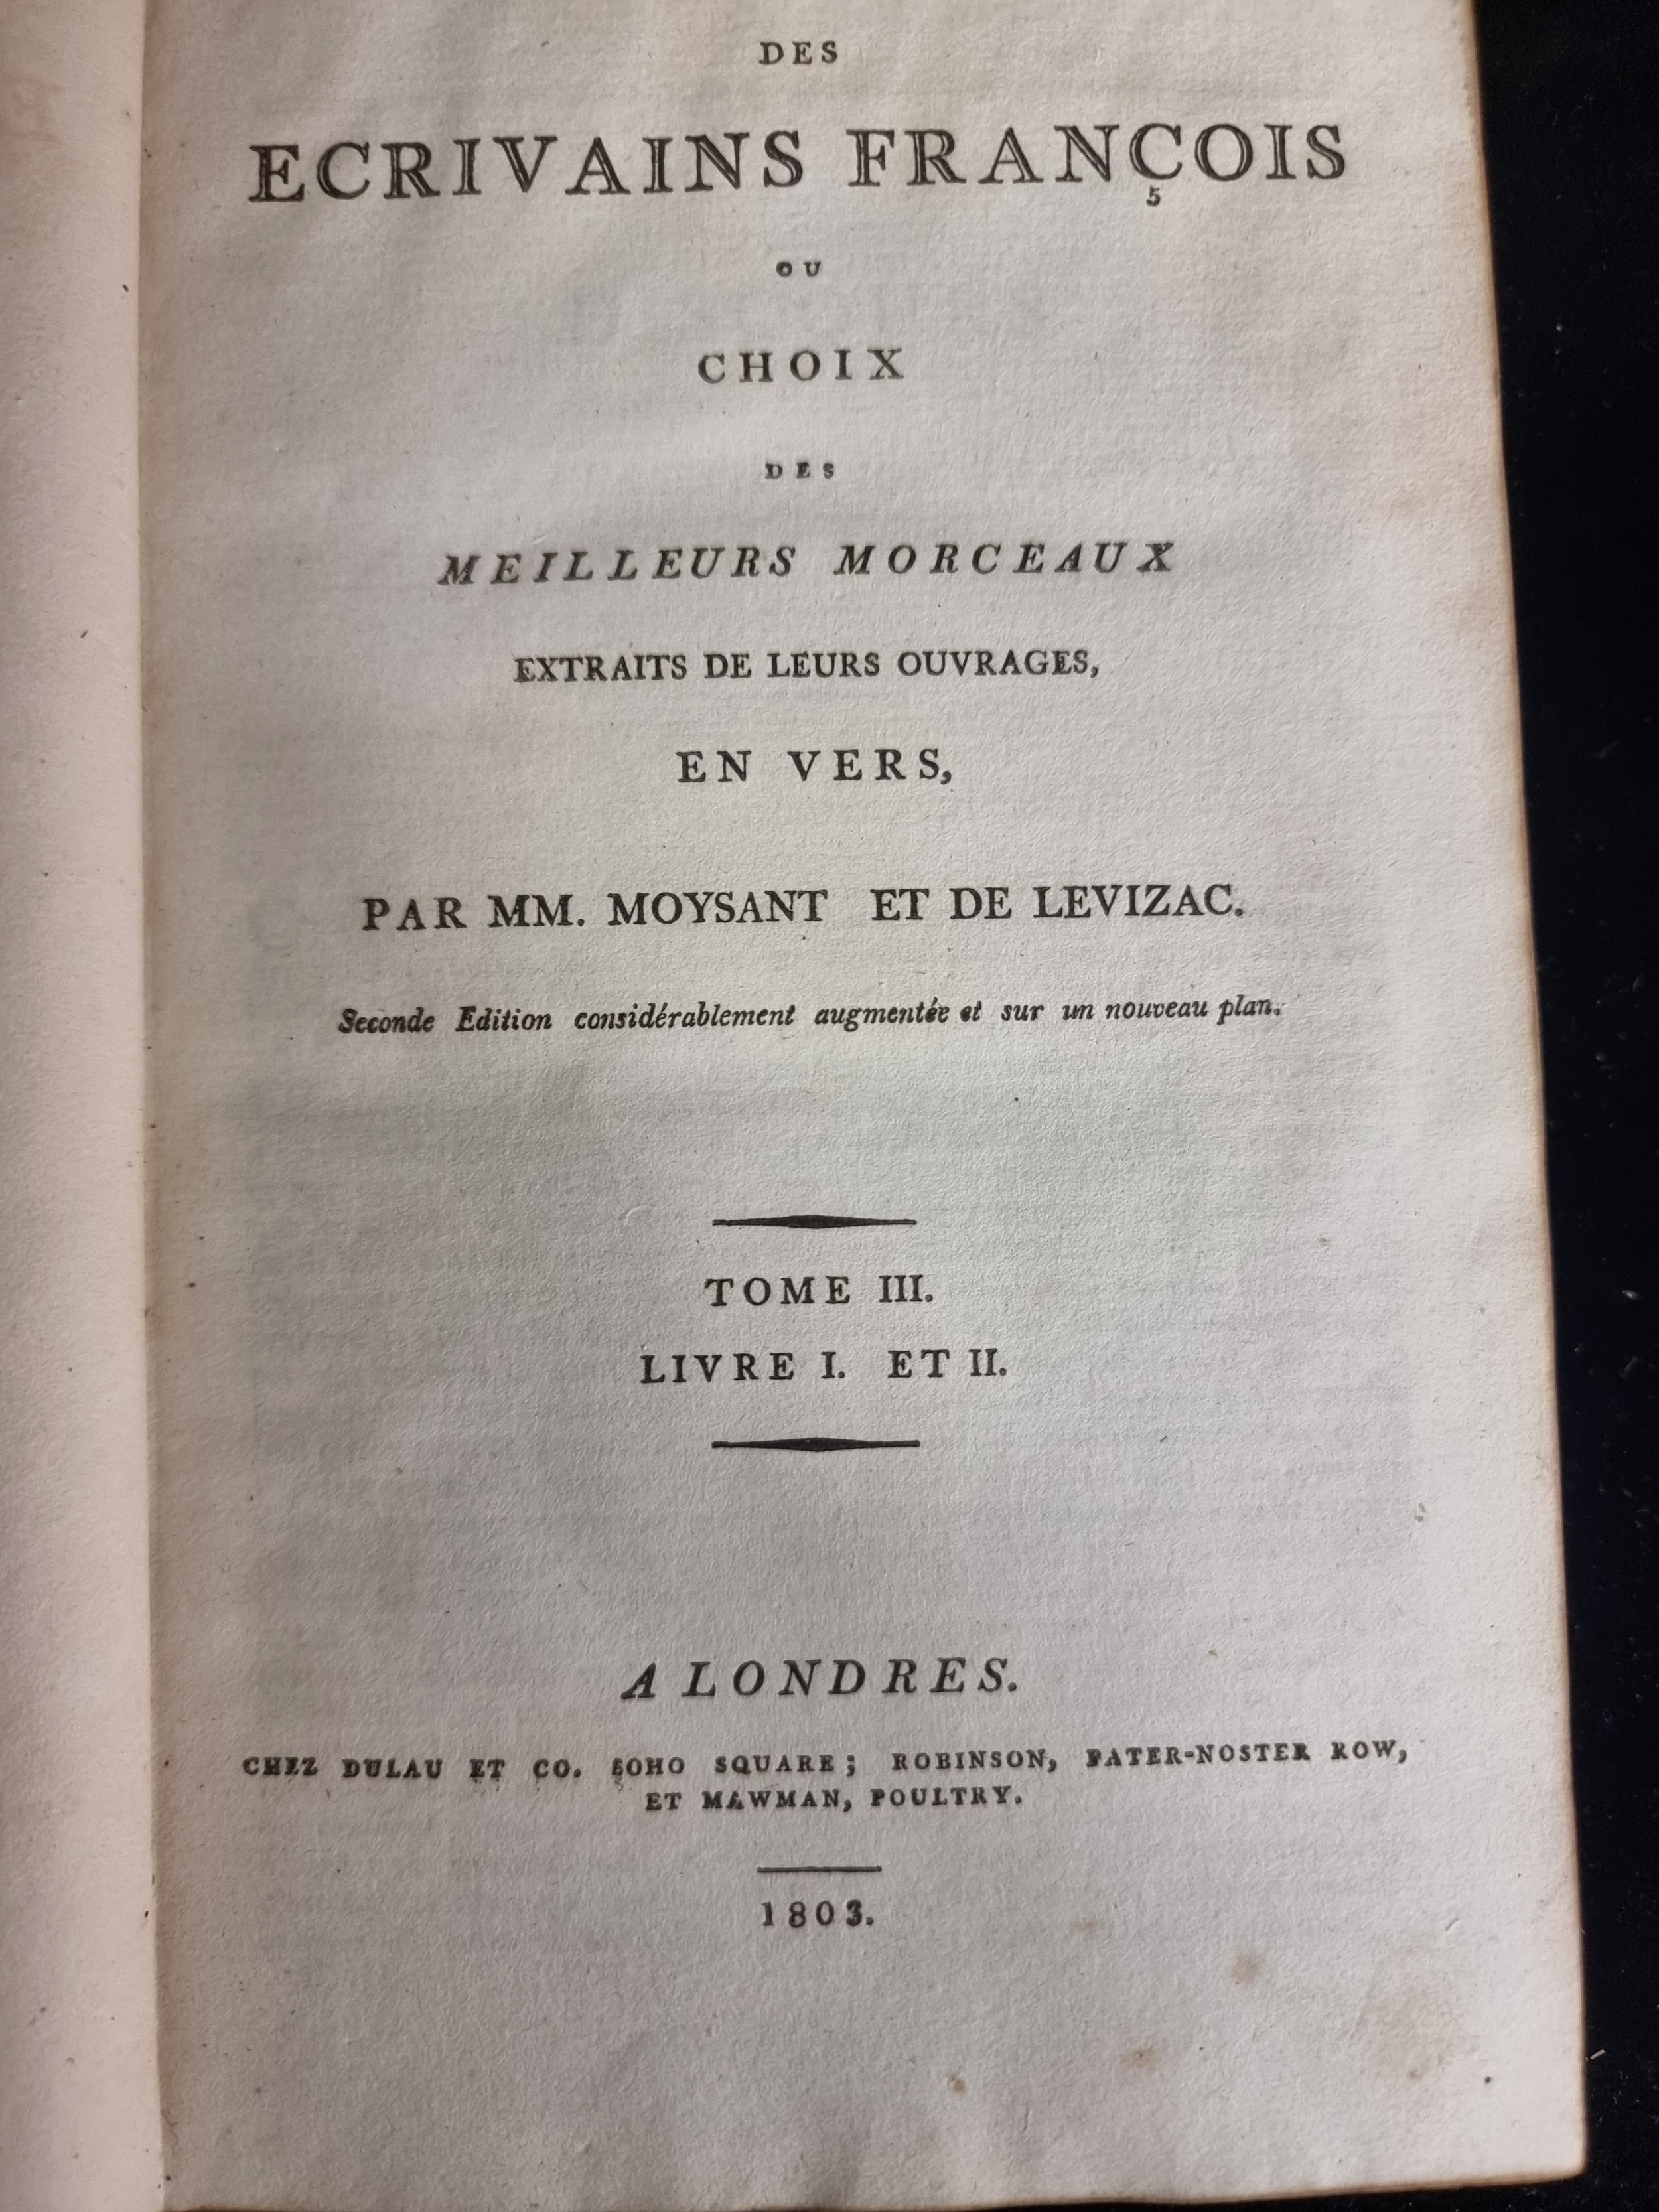 DES
ECRIVAINS FRANÇOIS
OU
CHOIX
DES
MEILLEURS MORCEAUX
EXTRAITS DE LEURS OUVRAGES,
EN VERS,
PAR MM. MOYSANT ET DE LEVIZAC.
Seconde Edition considérablement augmentée et sur un nouveau plan.
TOME III.
LIVRE I. ET II.
A LONDRES.
CHEZ DULAU ET CO. SOHO SQUARE; ROBINSON, PATER-NOSTER ROW,
ET MAWMAN, POULTRY.
1803.